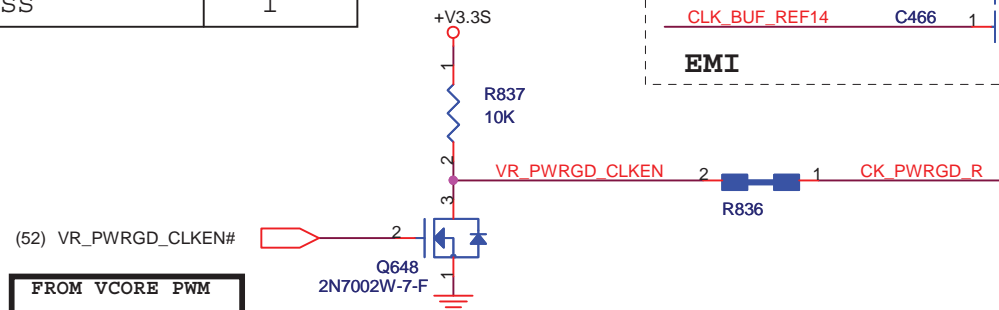 SS 1
+V3.3S
CLK_BUF_REF14 C466 1
EMI
1
R837
10K
2
VR_PWRGD_CLKEN 2 1 CK_PWRGD_R
R836
3
(52) VR_PWRGD_CLKEN# 2
Q648
2N7002W-7-F
1
FROM VCORE PWM